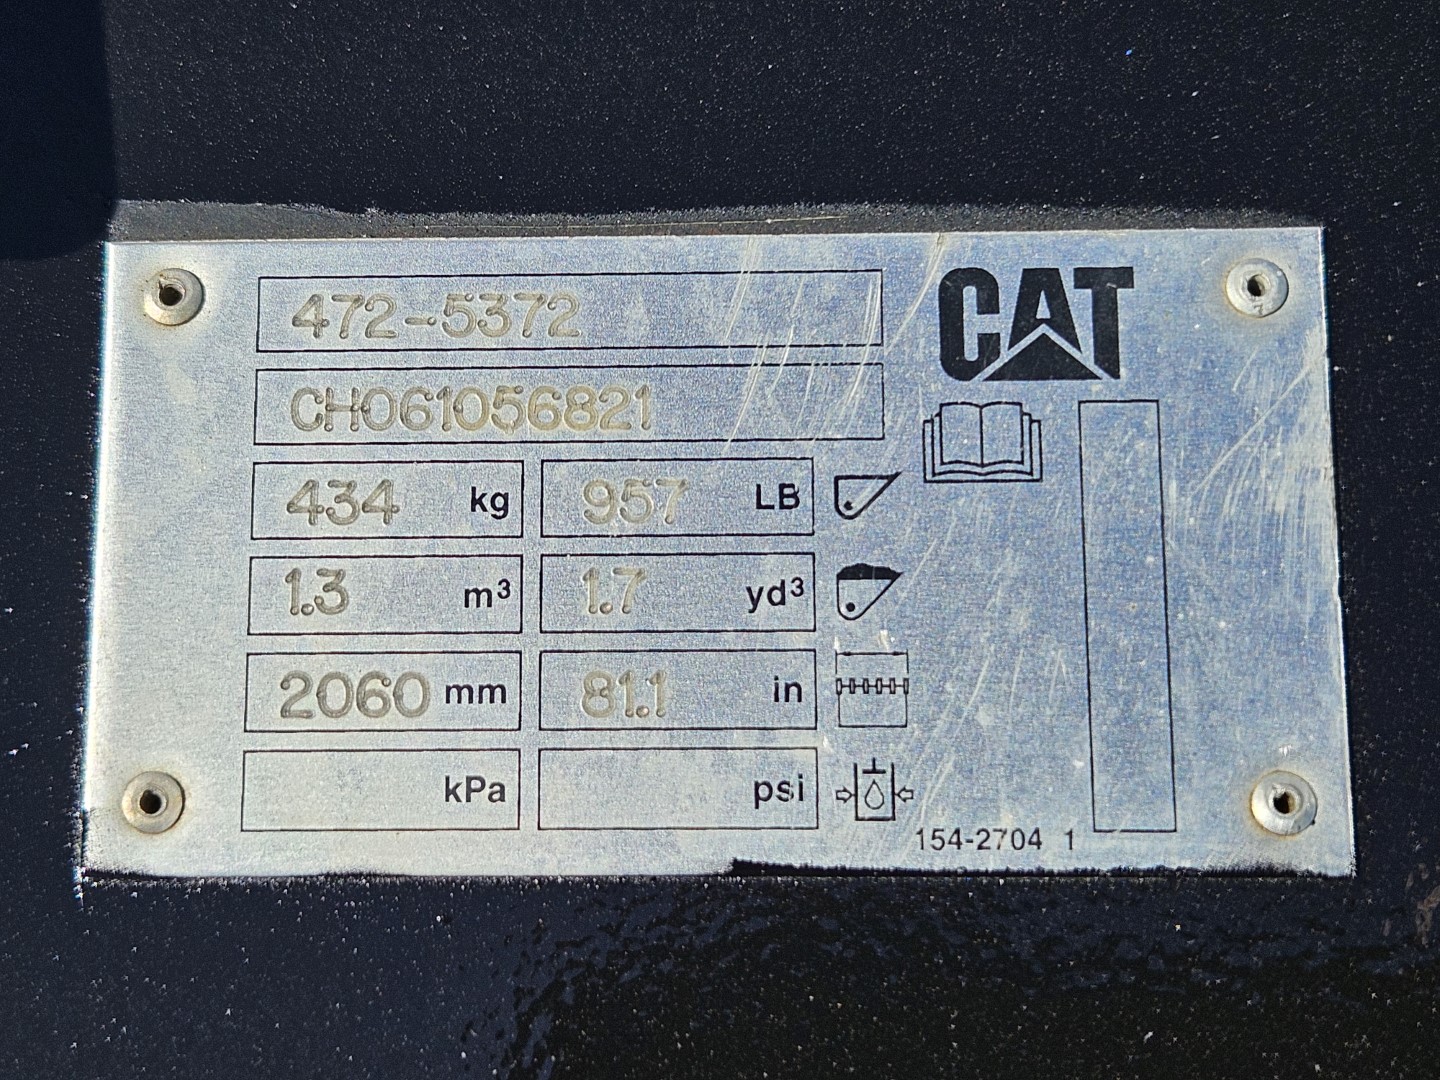 472-5372
CAT
CH061056821
434 kg 957 LB
1.3 m³ 1.7 yd³
2060 mm 81.1 in
kPa psi
154-2704 1